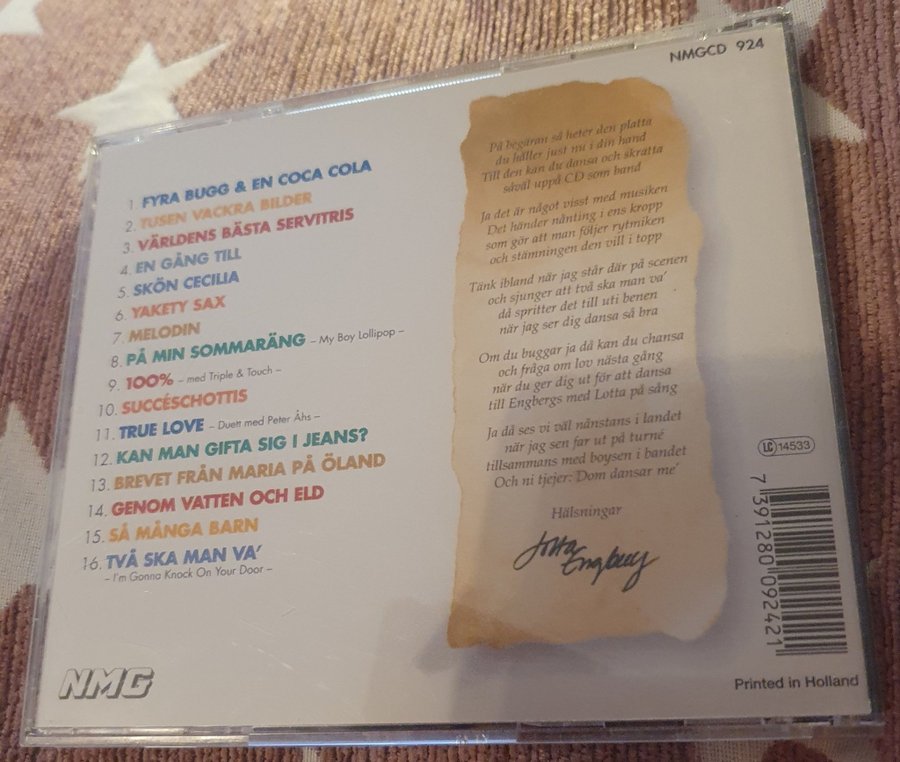 NMGCD 924
1. FYRA BUGG & EN COCA COLA
2. TUSEN VACKRA BILDER
3. VÄRLDENS BÄSTA SERVITRIS
4. EN GÅNG TILL
5. SKÖN CECILIA
6. YAKETY SAX
7. MELODIN
8. PÅ MIN SOMMARÄNG – My Boy Lollipop –
9. 100% – med Triple & Touch –
10. SUCCÉSCHOTTIS
11. TRUE LOVE – Duett med Peter Åhs –
12. KAN MAN GIFTA SIG I JEANS?
13. BREVET FRÅN MARIA PÅ ÖLAND
14. GENOM VATTEN OCH ELD
15. SÅ MÅNGA BARN
16. TVÅ SKA MAN VA'
– I'm Gonna Knock On Your Door –
På begäran så heter den platta
du håller just nu i din hand
Till den kan du dansa och skratta
såväl uppå CD som band
Ja det är något visst med musiken
Det händer nånting i ens kropp
som gör att man följer rytmiken
och stämningen den vill i topp
Tänk ibland när jag står där på scenen
och sjunger att två ska man va'
då spritter det till uti benen
när jag ser dig dansa så bra
Om du buggar ja då kan du chansa
och fråga om lov nästa gång
när du ger dig ut för att dansa
till Engbergs med Lotta på sång
Ja då ses vi väl nånstans i landet
när jag sen far ut på turné
tillsammans med boysen i bandet
Och ni tjejer: Dom dansar me'
Hälsningar
Lotta
Engberg
LC 14533
7 391280 092421
NMG
Printed in Holland